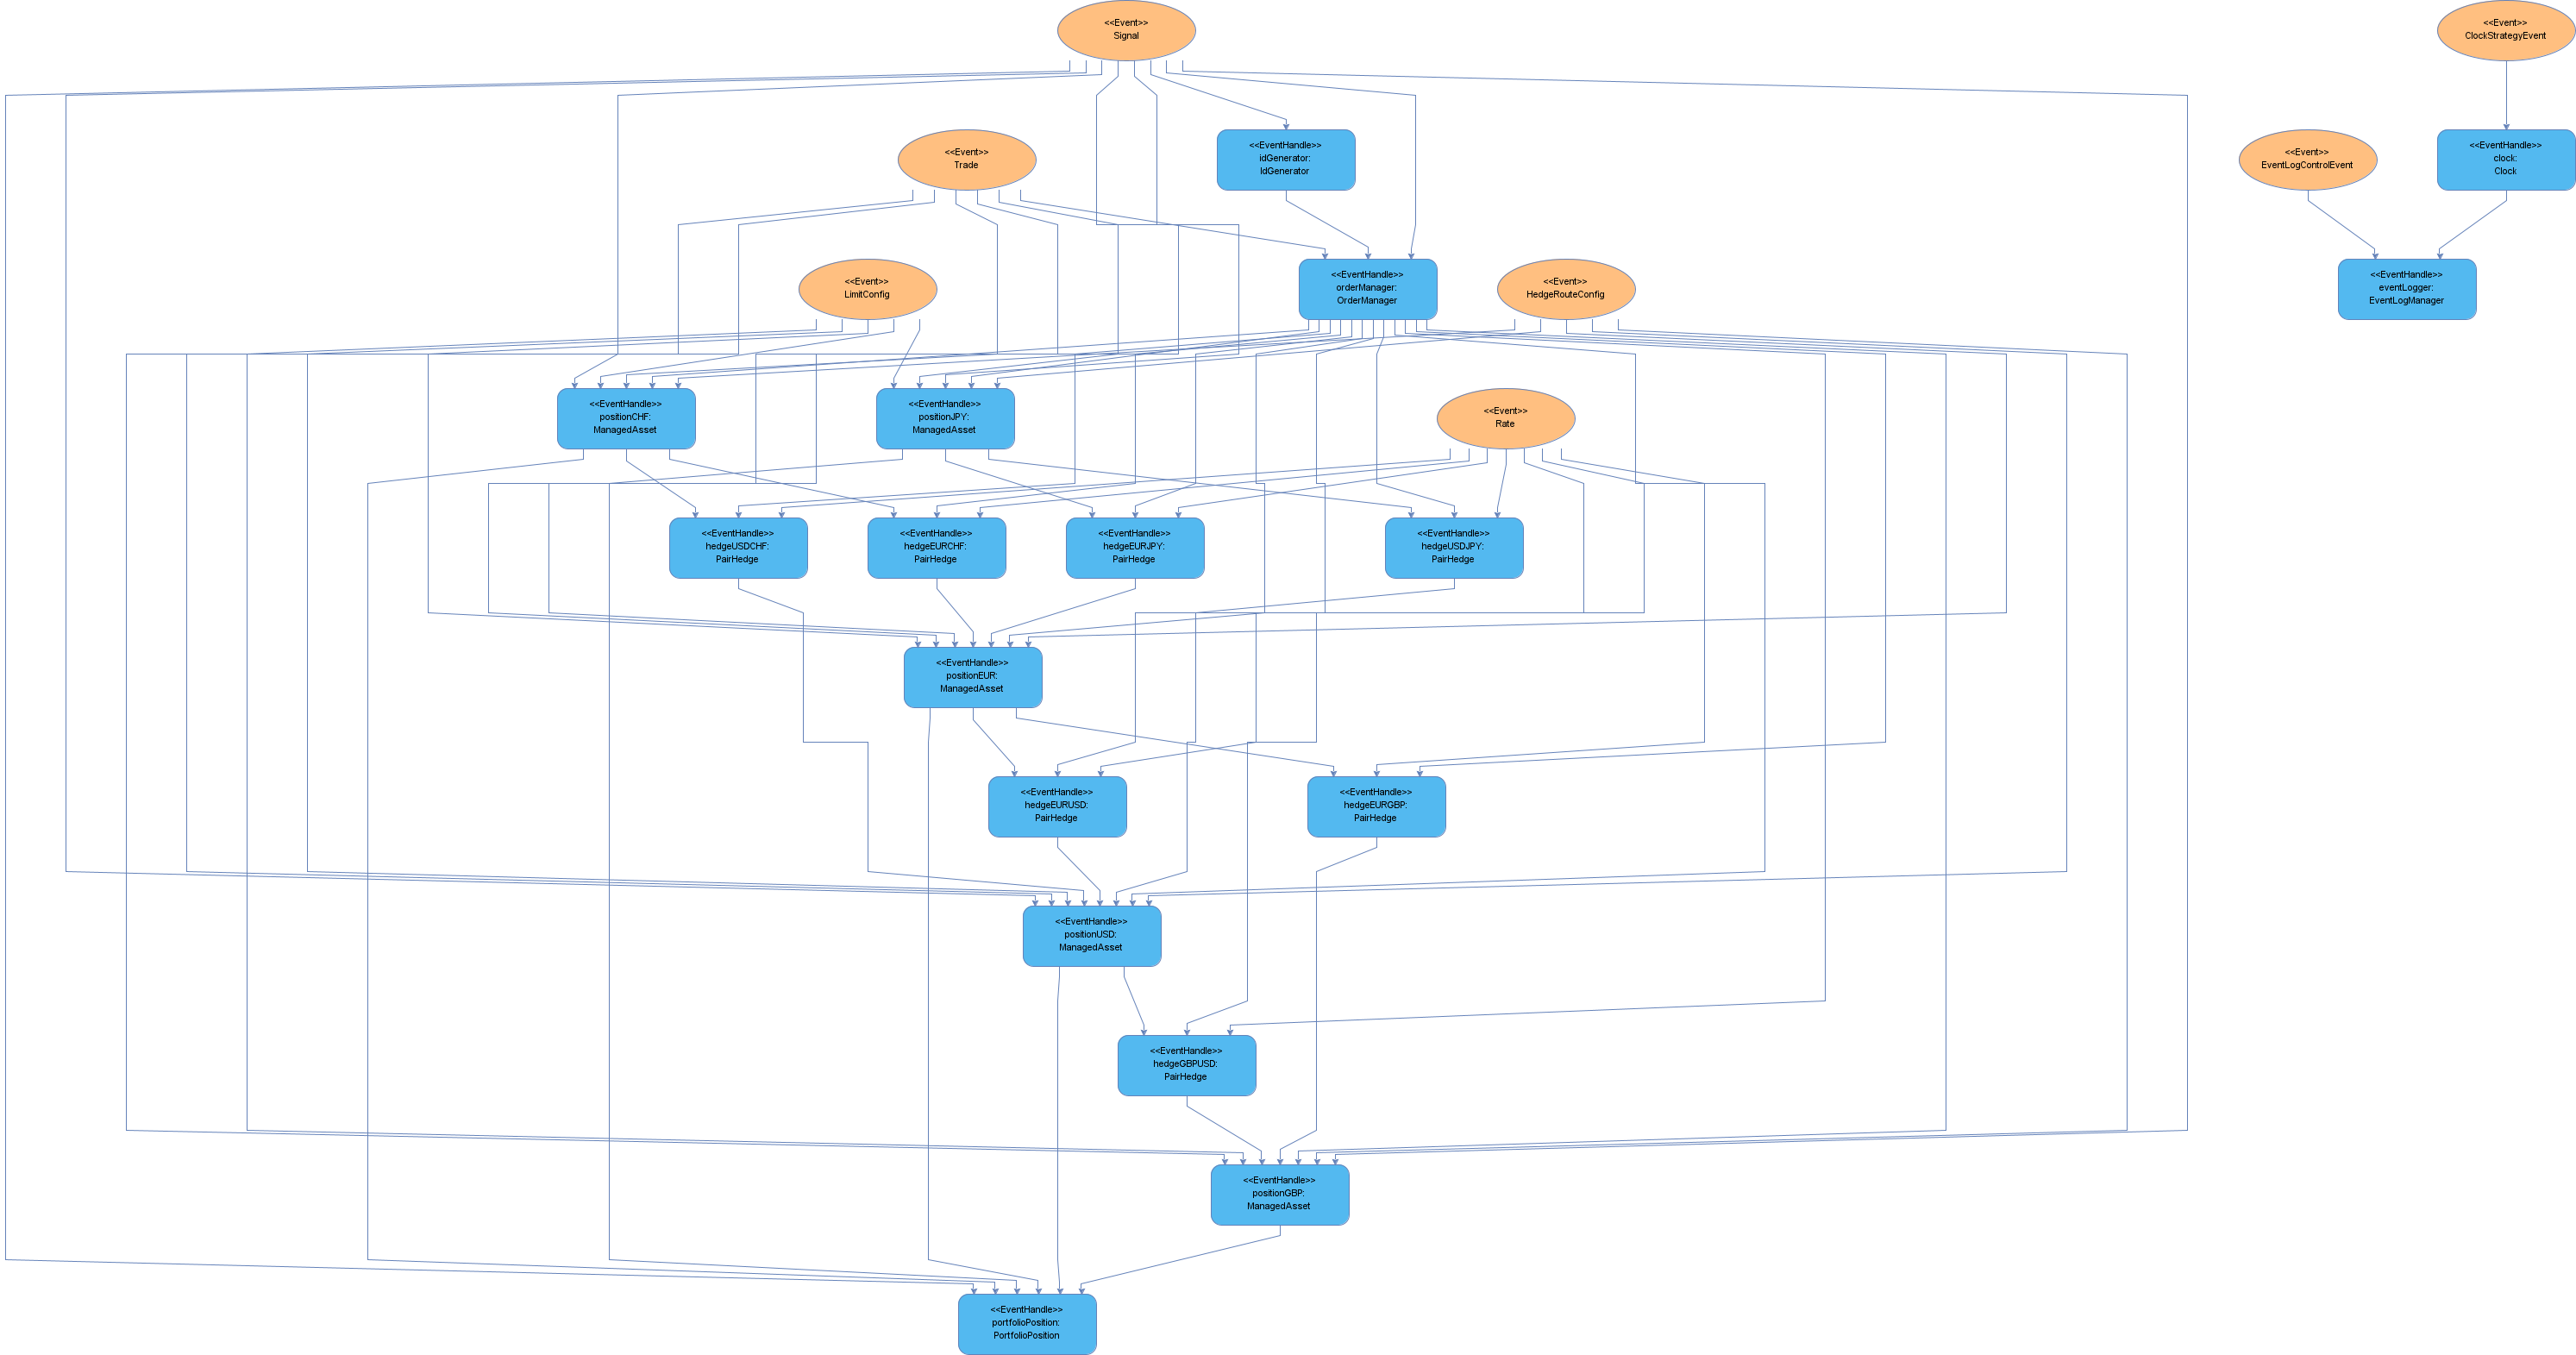 <<Event>>
Signal
<<Event>>
ClockStrategyEvent
<<Event>>
Trade
<<EventHandle>>
idGenerator:
IdGenerator
<<Event>>
EventLogControlEvent
<<EventHandle>>
clock:
Clock
<<Event>>
LimitConfig
<<EventHandle>>
orderManager:
OrderManager
<<Event>>
HedgeRouteConfig
<<EventHandle>>
eventLogger:
EventLogManager
<<EventHandle>>
positionCHF:
ManagedAsset
<<EventHandle>>
positionJPY:
ManagedAsset
<<Event>>
Rate
<<EventHandle>>
hedgeUSDCHF:
PairHedge
<<EventHandle>>
hedgeEURCHF:
PairHedge
<<EventHandle>>
hedgeEURJPY:
PairHedge
<<EventHandle>>
hedgeUSDJPY:
PairHedge
<<EventHandle>>
positionEUR:
ManagedAsset
<<EventHandle>>
hedgeEURUSD:
PairHedge
<<EventHandle>>
hedgeEURGBP:
PairHedge
<<EventHandle>>
positionUSD:
ManagedAsset
<<EventHandle>>
hedgeGBPUSD:
PairHedge
<<EventHandle>>
positionGBP:
ManagedAsset
<<EventHandle>>
portfolioPosition:
PortfolioPosition